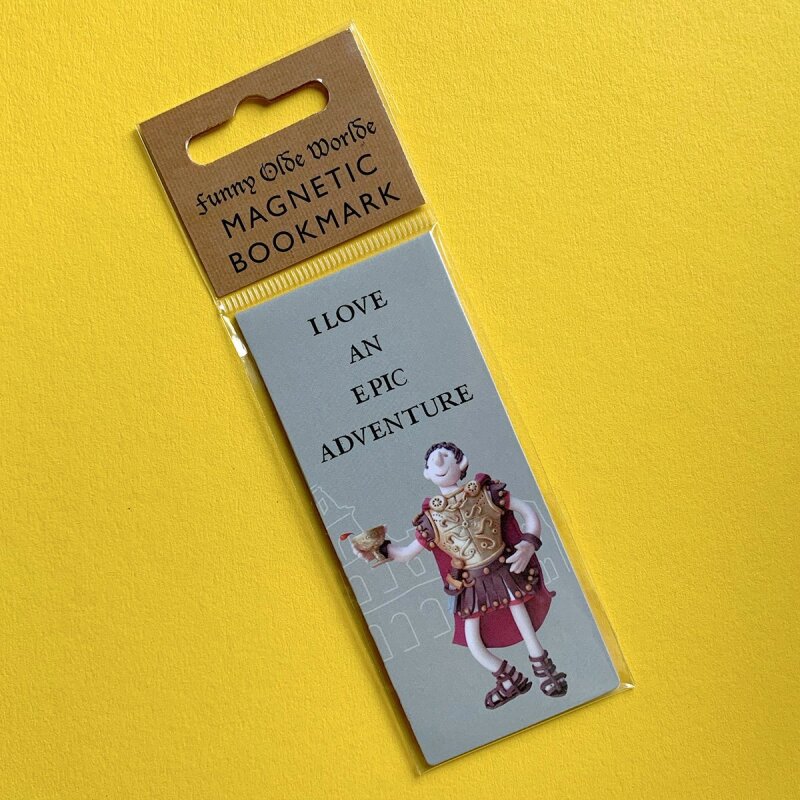 Funny Olde Worlde
MAGNETIC
BOOKMARK
I LOVE
AN
EPIC
ADVENTURE